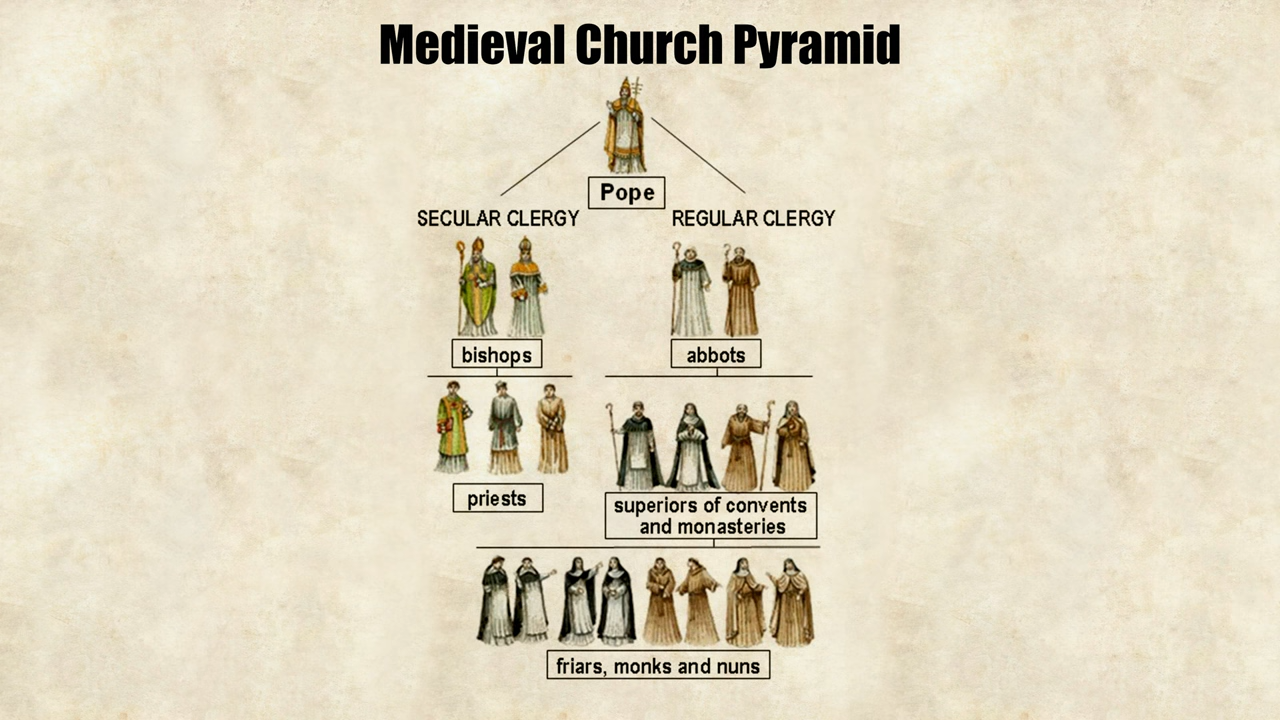 Medieval Church Pyramid
Pope
SECULAR CLERGY
REGULAR CLERGY
bishops
abbots
priests
superiors of convents
and monasteries
friars, monks and nuns